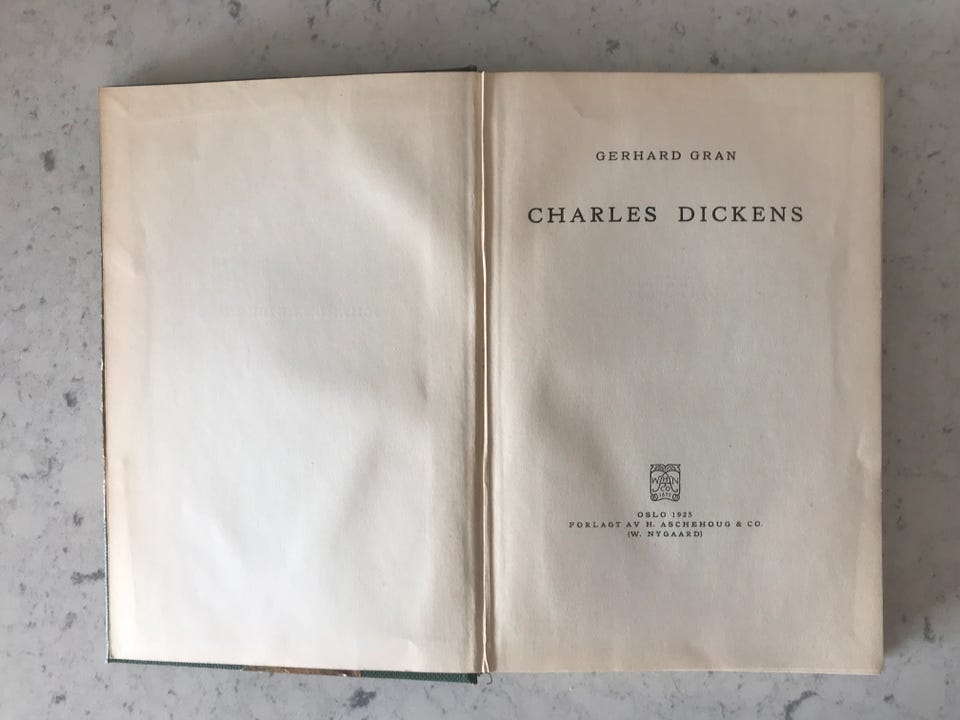 GERHARD GRAN
CHARLES DICKENS
OSLO 1925
FORLAGT AV H. ASCHEHOUG & CO.
(W. NYGAARD)